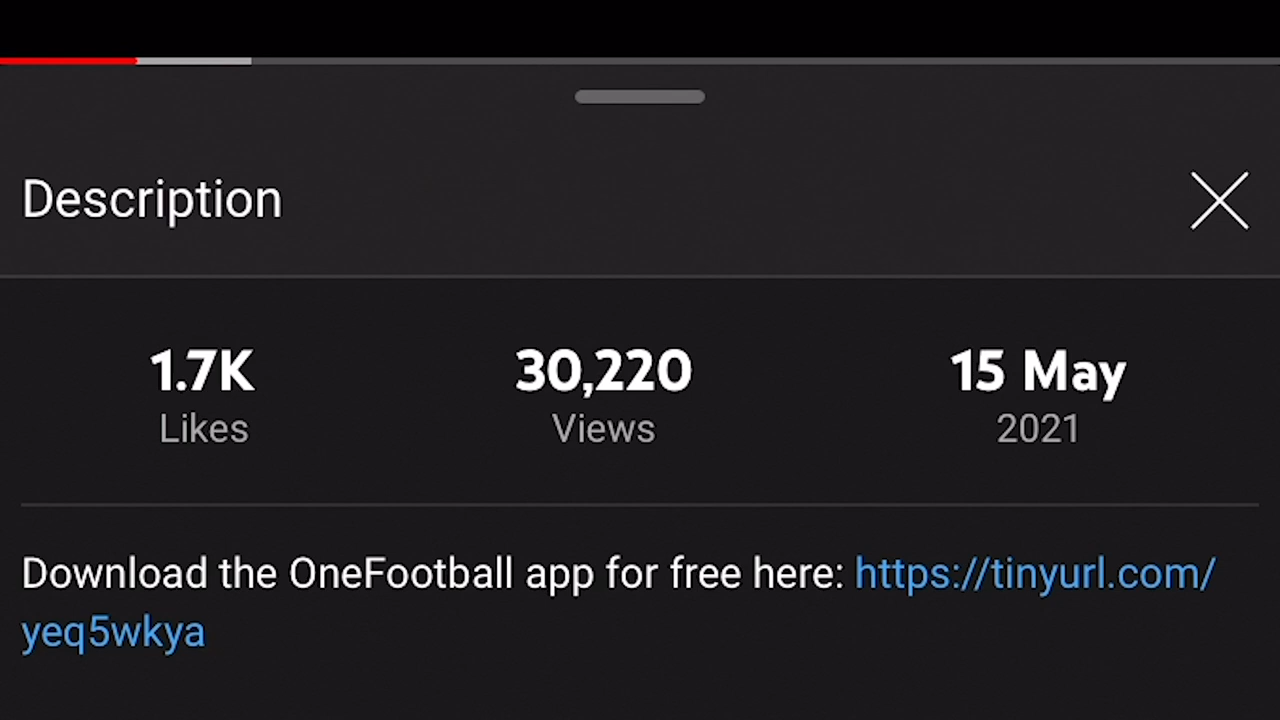 Description
1.7K 30,220 15 May
Likes Views 2021
Download the OneFootball app for free here: https://tinyurl.com/
yeq5wkya